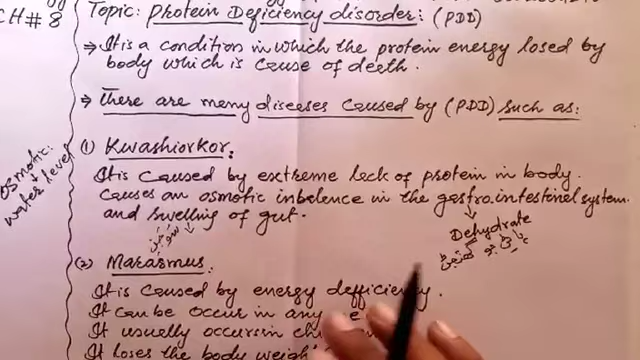 CH#8
Topic: Protein Deficiency disorder: (PDD)
→ It is a condition in which the protein energy losed by
body which is cause of deeth.
→ There are meny diseeses caused by (PDD) such as:
(1) Kwashiorkor:
It is caused by extreme leck of protein in body.
Causes an osmotic inbelence in the gestro.intestinel system.
and swelling of gut.
osmotic:
water level
Dehydrate
(2) Marasmus:
It is caused by energy defficiency.
It can be occur in any
It usually occurs in
It loses the body weigh